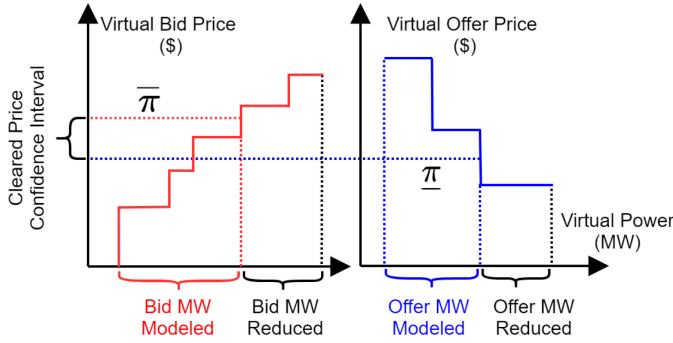 Virtual Bid Price
($)
Virtual Offer Price
($)
Cleared Price
Confidence Interval
π̅
π̲
Virtual Power
(MW)
Bid MW
Modeled
Bid MW
Reduced
Offer MW
Modeled
Offer MW
Reduced